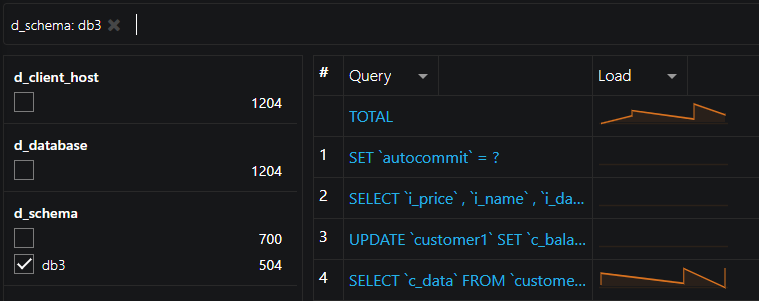 d_schema: db3 ✖
d_client_host
1204
d_database
1204
d_schema
700
db3 504
# Query Load
TOTAL
1 SET `autocommit` = ?
2 SELECT `i_price` , `i_name` , `i_da...
3 UPDATE `customer1` SET `c_bala...
4 SELECT `c_data` FROM `custome...